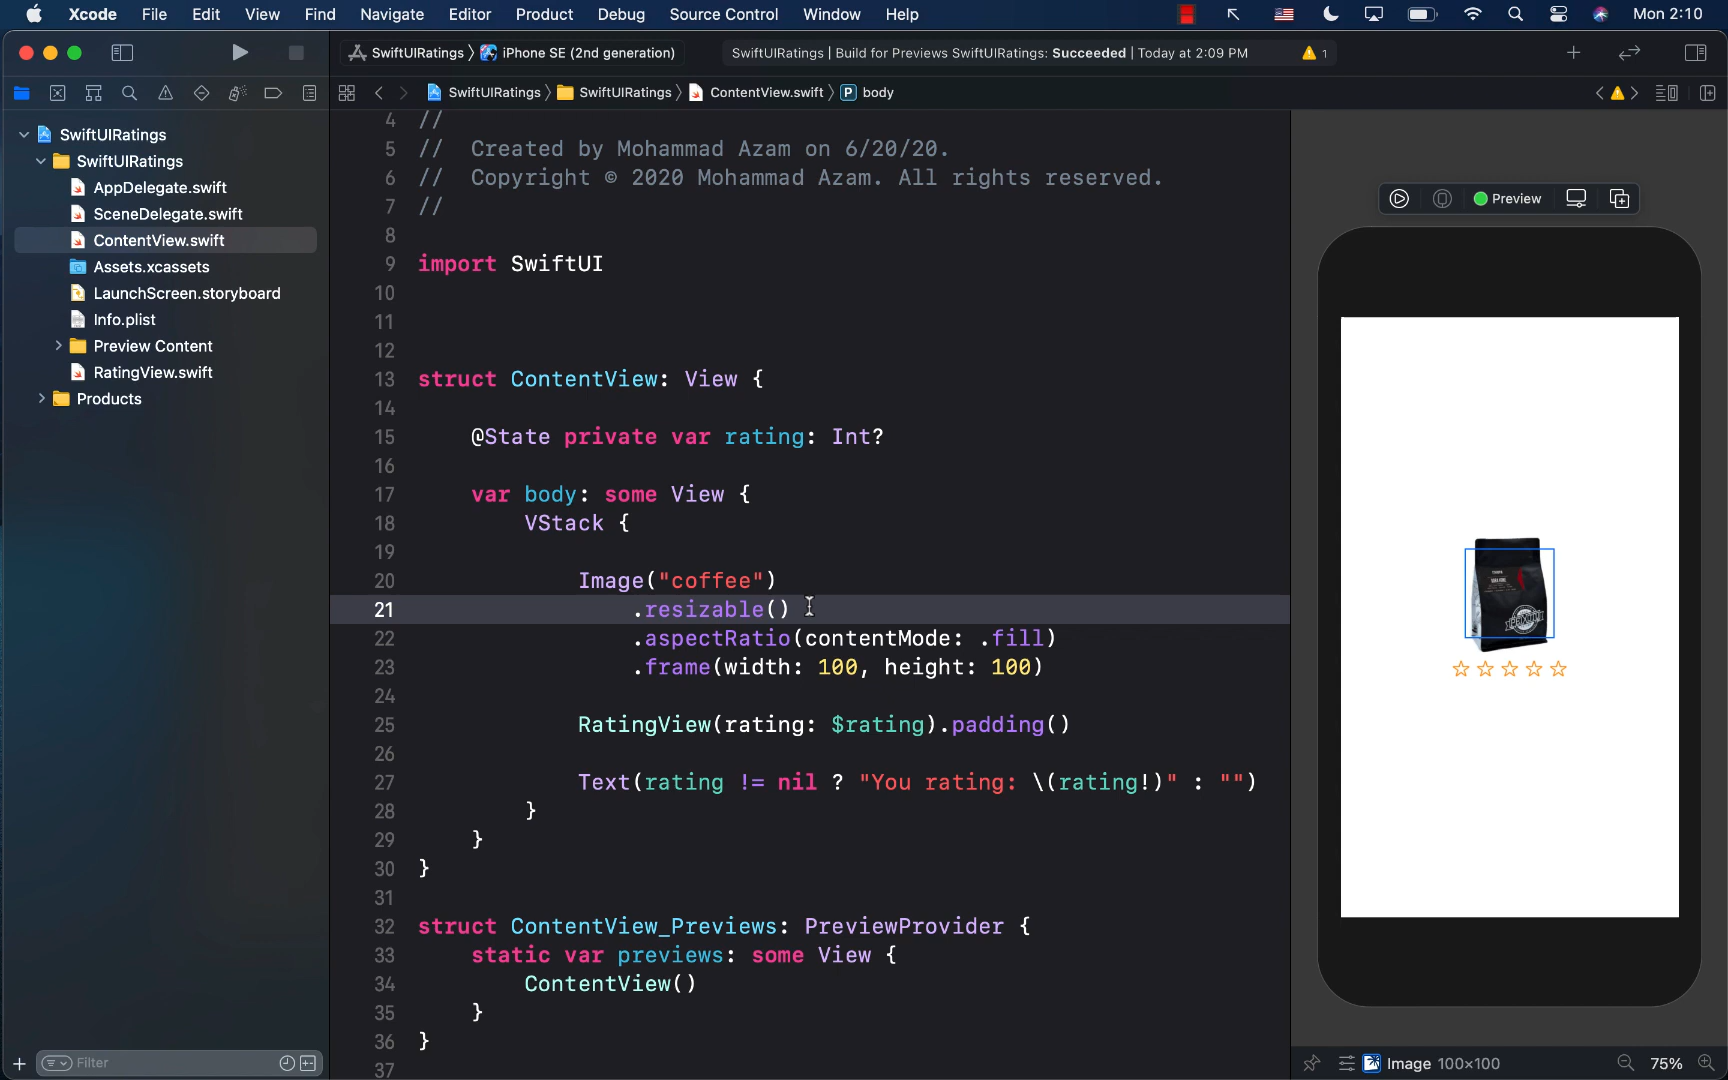 Xcode File Edit View Find Navigate Editor Product Debug Source Control Window Help Mon 2:10
SwiftUIRatings iPhone SE (2nd generation) SwiftUIRatings | Build for Previews SwiftUIRatings: Succeeded | Today at 2:09 PM 1
SwiftUIRatings SwiftUIRatings ContentView.swift P body
SwiftUIRatings
SwiftUIRatings
AppDelegate.swift
SceneDelegate.swift
ContentView.swift
Assets.xcassets
LaunchScreen.storyboard
Info.plist
Preview Content
RatingView.swift
Products
Filter
4 //
5 // Created by Mohammad Azam on 6/20/20.
6 // Copyright © 2020 Mohammad Azam. All rights reserved.
7 //
8
9 import SwiftUI
10
11
12
13 struct ContentView: View {
14
15 @State private var rating: Int?
16
17 var body: some View {
18 VStack {
19
20 Image("coffee")
21 .resizable()
22 .aspectRatio(contentMode: .fill)
23 .frame(width: 100, height: 100)
24
25 RatingView(rating: $rating).padding()
26
27 Text(rating != nil ? "You rating: \(rating!)" : "")
28 }
29 }
30 }
31
32 struct ContentView_Previews: PreviewProvider {
33 static var previews: some View {
34 ContentView()
35 }
36 }
37
Preview
Image 100×100 75%